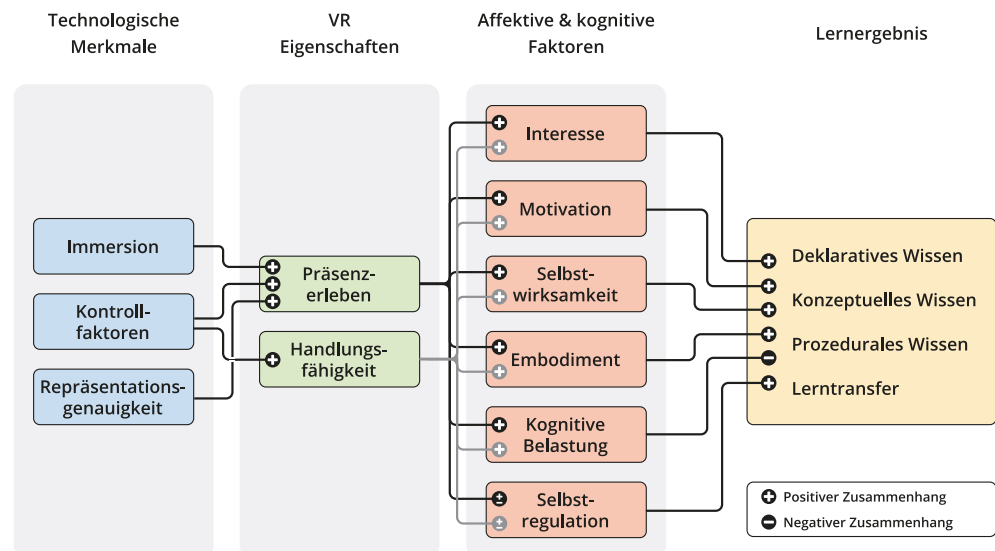 Technologische
Merkmale
VR
Eigenschaften
Affektive & kognitive
Faktoren
Lernergebnis
Immersion
Kontroll-
faktoren
Repräsentations-
genauigkeit
Präsenz-
erleben
Handlungs-
fähigkeit
Interesse
Motivation
Selbst-
wirksamkeit
Embodiment
Kognitive
Belastung
Selbst-
regulation
Deklaratives Wissen
Konzeptuelles Wissen
Prozedurales Wissen
Lerntransfer
Positiver Zusammenhang
Negativer Zusammenhang